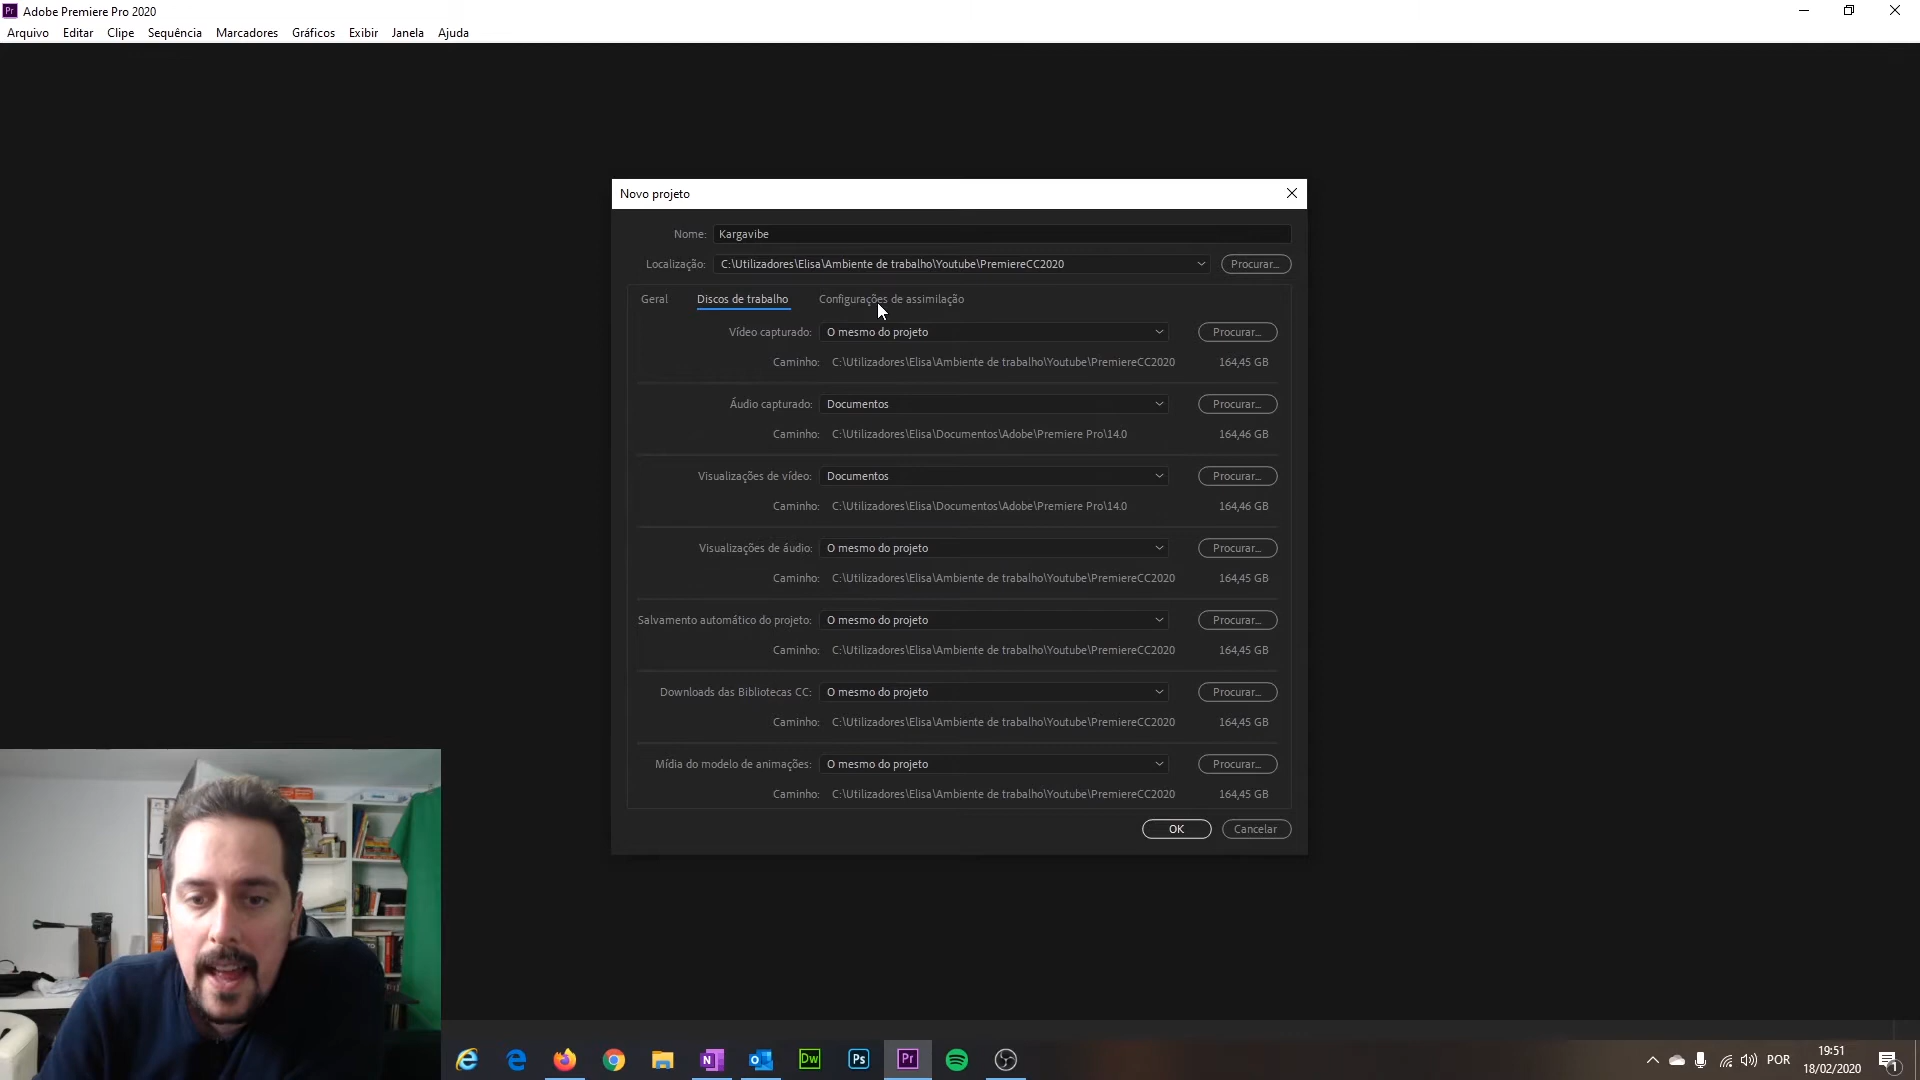 Pr Adobe Premiere Pro 2020
Arquivo Editar Clipe Sequência Marcadores Gráficos Exibir Janela Ajuda
Novo projeto
Nome: Kargavibe
Localização: C:\Utilizadores\Elisa\Ambiente de trabalho\Youtube\PremiereCC2020 Procurar...
Geral Discos de trabalho Configurações de assimilação
Vídeo capturado: O mesmo do projeto Procurar...
Caminho: C:\Utilizadores\Elisa\Ambiente de trabalho\Youtube\PremiereCC2020 164,45 GB
Áudio capturado: Documentos Procurar...
Caminho: C:\Utilizadores\Elisa\Documentos\Adobe\Premiere Pro\14.0 164,46 GB
Visualizações de vídeo: Documentos Procurar...
Caminho: C:\Utilizadores\Elisa\Documentos\Adobe\Premiere Pro\14.0 164,46 GB
Visualizações de áudio: O mesmo do projeto Procurar...
Caminho: C:\Utilizadores\Elisa\Ambiente de trabalho\Youtube\PremiereCC2020 164,45 GB
Salvamento automático do projeto: O mesmo do projeto Procurar...
Caminho: C:\Utilizadores\Elisa\Ambiente de trabalho\Youtube\PremiereCC2020 164,45 GB
Downloads das Bibliotecas CC: O mesmo do projeto Procurar...
Caminho: C:\Utilizadores\Elisa\Ambiente de trabalho\Youtube\PremiereCC2020 164,45 GB
Mídia do modelo de animações: O mesmo do projeto Procurar...
Caminho: C:\Utilizadores\Elisa\Ambiente de trabalho\Youtube\PremiereCC2020 164,45 GB
OK Cancelar
N Dw Ps Pr POR 19:51
18/02/2020 1